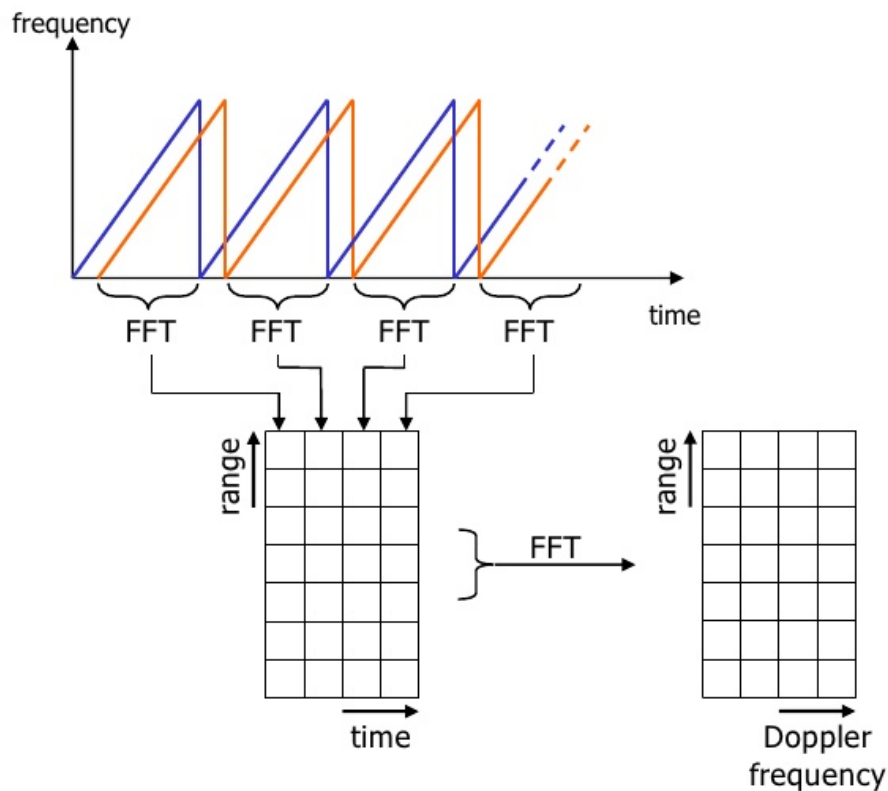 frequency
time
FFT
FFT
FFT
FFT
range
FFT
range
time
Doppler
frequency